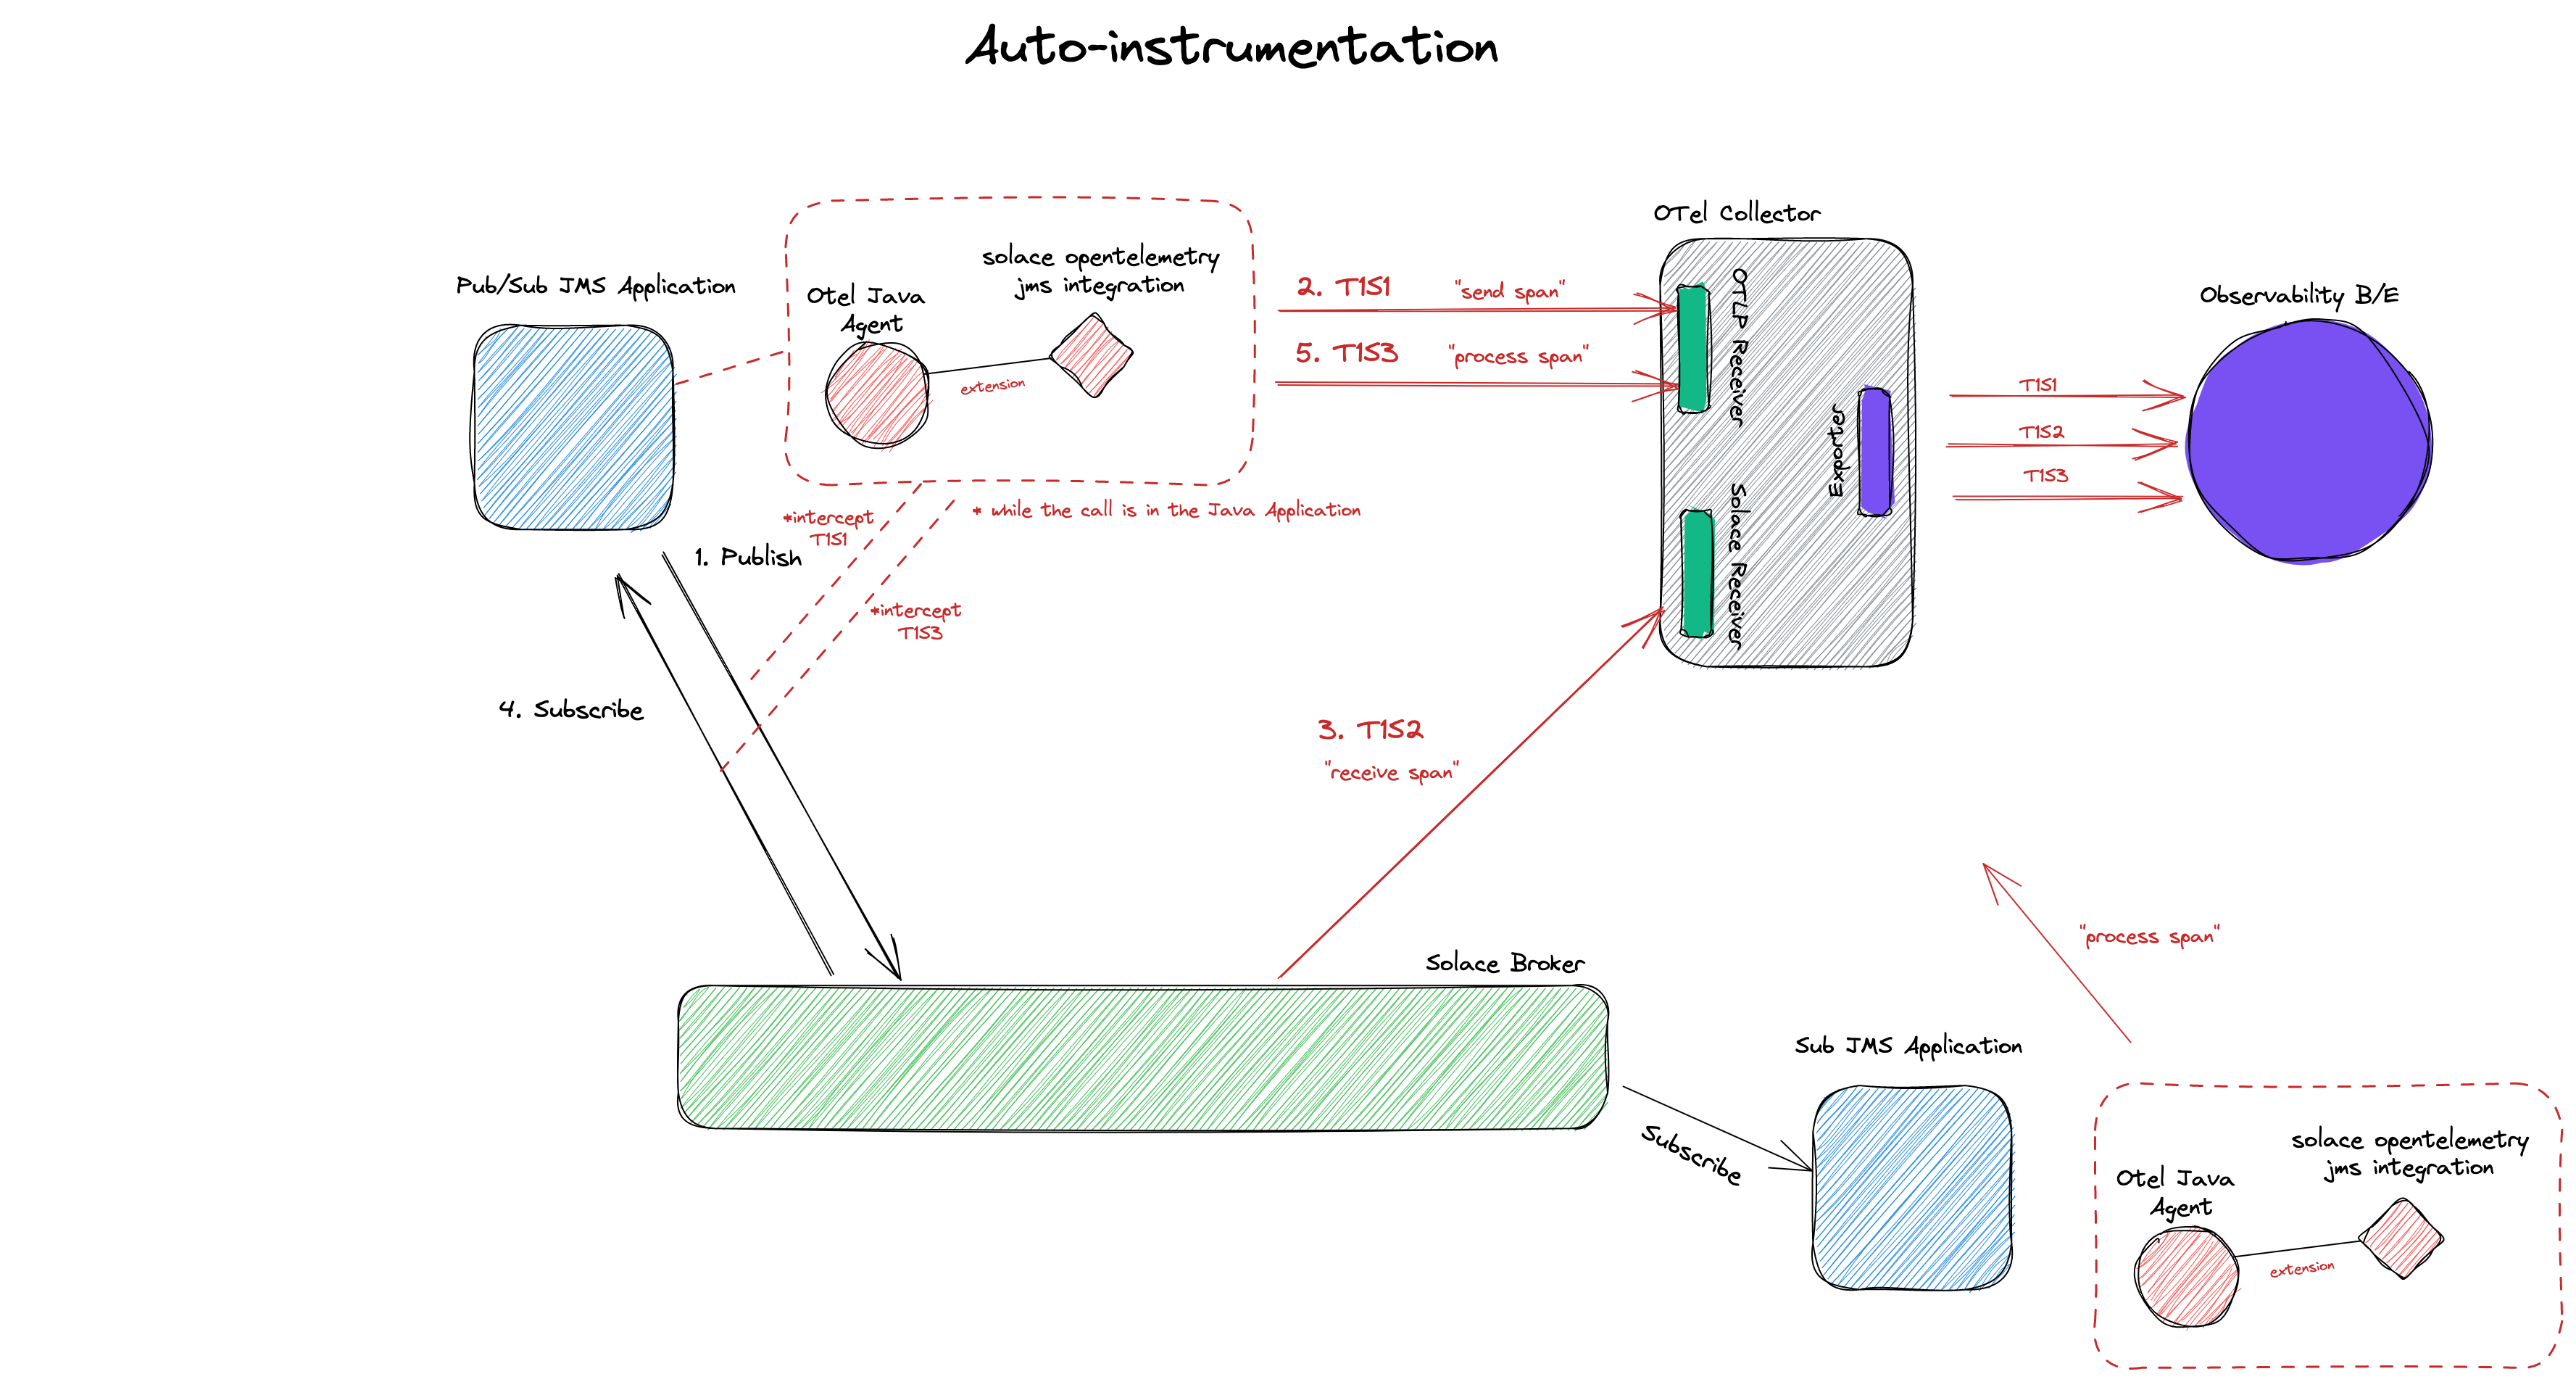 Auto-instrumentation
OTel Collector
Pub/Sub JMS Application
Otel Java
Agent
solace opentelemetry
jms integration
extension
2. T1S1
"send span"
5. T1S3
"process span"
OTLP Receiver
Solace Receiver
Exporter
Observability B/E
T1S1
T1S2
T1S3
*intercept
T1S1
* while the call is in the Java Application
1. Publish
*intercept
T1S3
4. Subscribe
3. T1S2
"receive span"
Solace Broker
"process span"
Sub JMS Application
Subscribe
Otel Java
Agent
solace opentelemetry
jms integration
extension